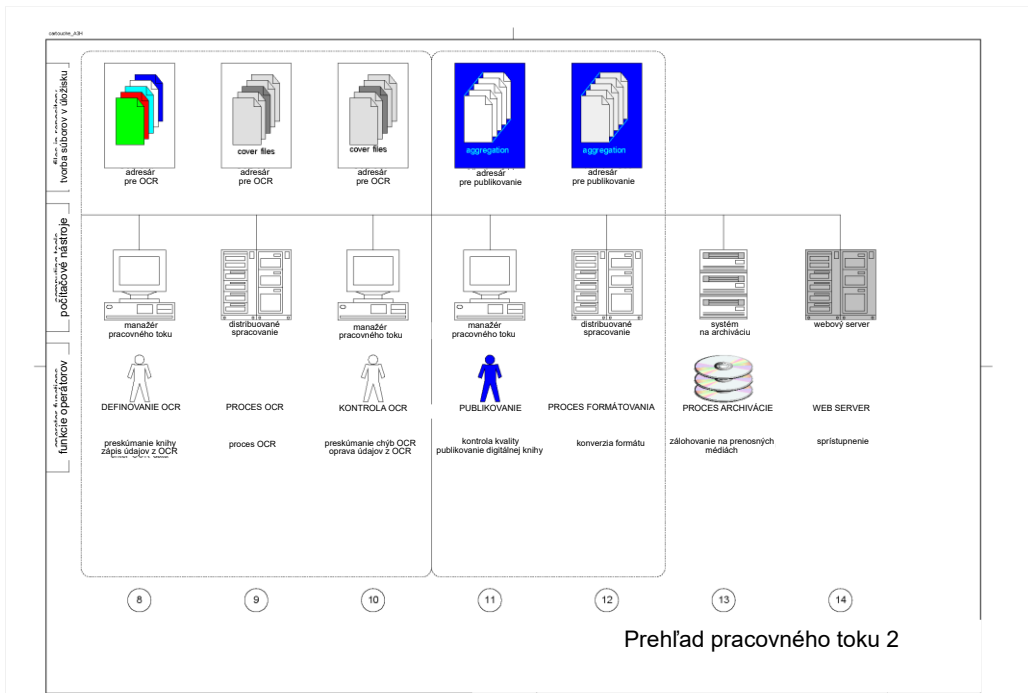 cartouche_A3H
tvorba súborov v úložisku
cover files
cover files
aggregation
aggregation
adresár
pre OCR
adresár
pre OCR
adresár
pre OCR
adresár
pre publikovanie
adresár
pre publikovanie
počítačové nástroje
manažér
pracovného toku
distribuované
spracovanie
manažér
pracovného toku
manažér
pracovného toku
distribuované
spracovanie
systém
na archiváciu
webový server
funkcie operátorov
DEFINOVANIE OCR
PROCES OCR
KONTROLA OCR
PUBLIKOVANIE
PROCES FORMÁTOVANIA
PROCES ARCHIVÁCIE
WEB SERVER
preskúmanie knihy
zápis údajov z OCR
proces OCR
preskúmanie chýb OCR
oprava údajov z OCR
kontrola kvality
publikovanie digitálnej knihy
konverzia formátu
zálohovanie na prenosných
médiách
sprístupnenie
8
9
10
11
12
13
14
Prehľad pracovného toku 2